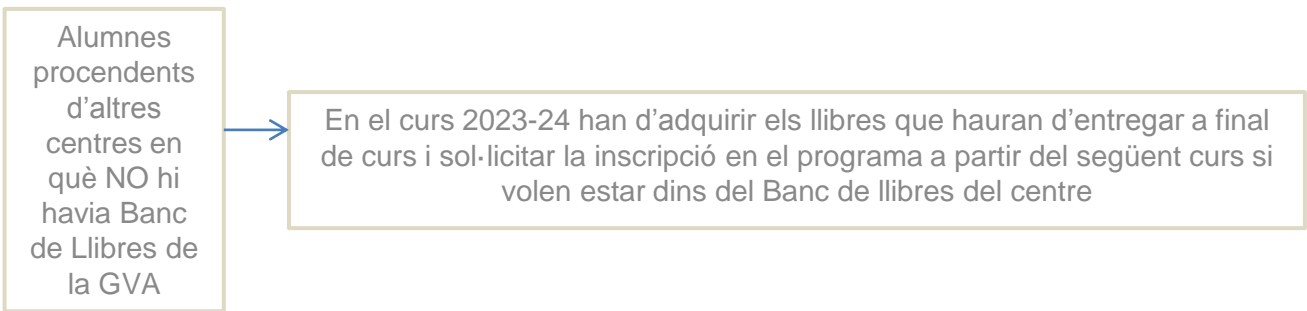 Alumnes
procendents
d'altres
centres en
què NO hi
havia Banc
de Llibres de
la GVA
En el curs 2023-24 han d'adquirir els llibres que hauran d'entregar a final
de curs i sol·licitar la inscripció en el programa a partir del següent curs si
volen estar dins del Banc de llibres del centre